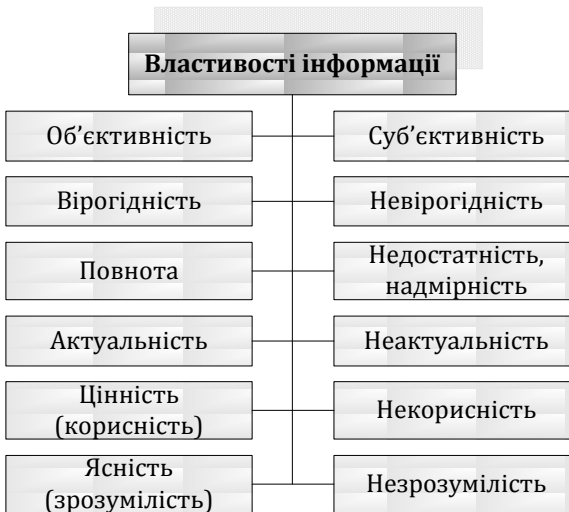 Властивості інформації
Об’єктивність
Суб’єктивність
Вірогідність
Невірогідність
Повнота
Недостатність,
надмірність
Актуальність
Неактуальність
Цінність
(корисність)
Некорисність
Ясність
(зрозумілість)
Незрозумілість